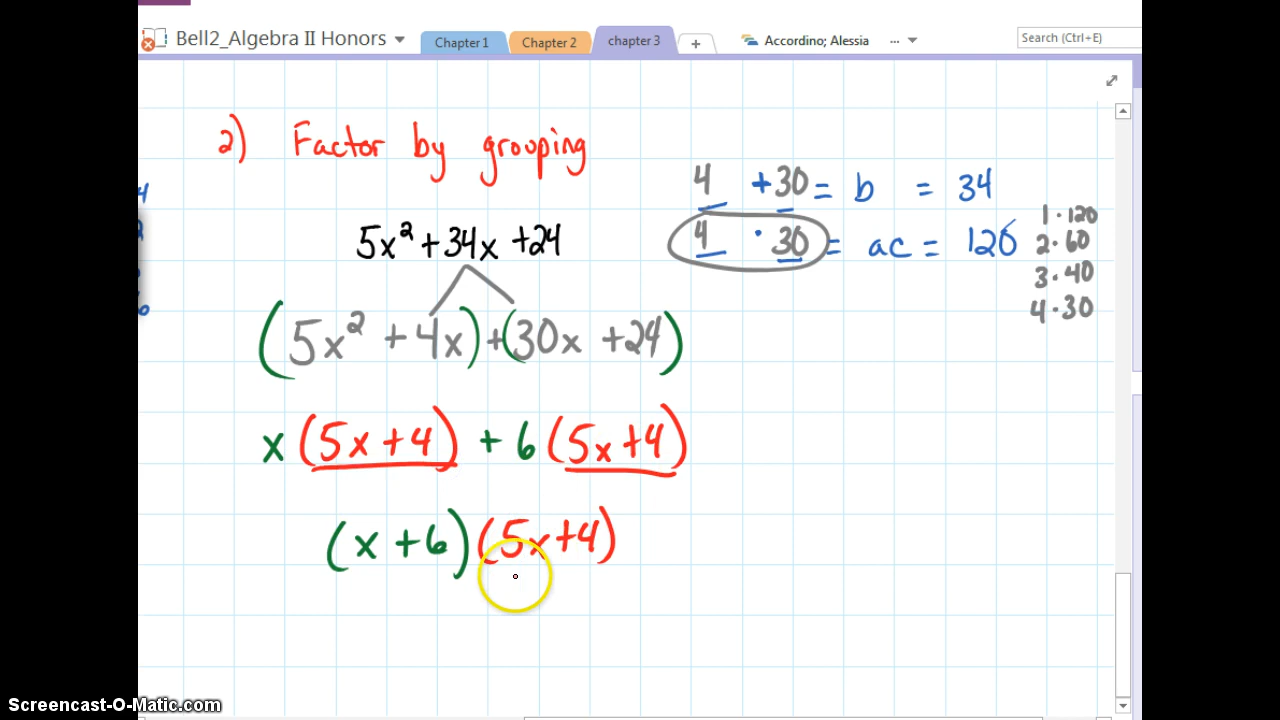 Bell2_Algebra II Honors
Chapter 1
Chapter 2
chapter 3
+
Accordino; Alessia
...
Search (Ctrl+E)
2) Factor by grouping
4 + 30 = b = 34
4 · 30 = ac = 120
1 · 120
2 · 60
3 · 40
4 · 30
5x² + 34x + 24
(5x² + 4x) + (30x + 24)
x (5x + 4) + 6 (5x + 4)
(x + 6) (5x + 4)
Screencast-O-Matic.com